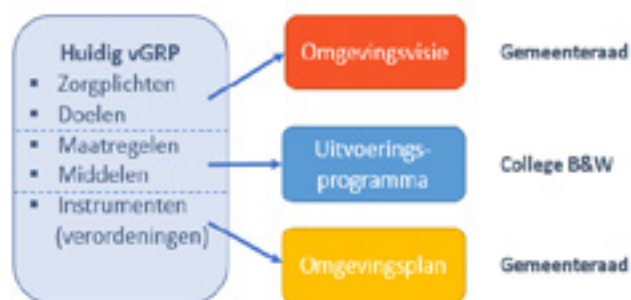 Huidig vGRP
▪ Zorgplichten
▪ Doelen
▪ Maatregelen
▪ Middelen
▪ Instrumenten
(verordeningen)
Omgevingsvisie
Gemeenteraad
Uitvoerings-
programma
College B&W
Omgevingsplan
Gemeenteraad